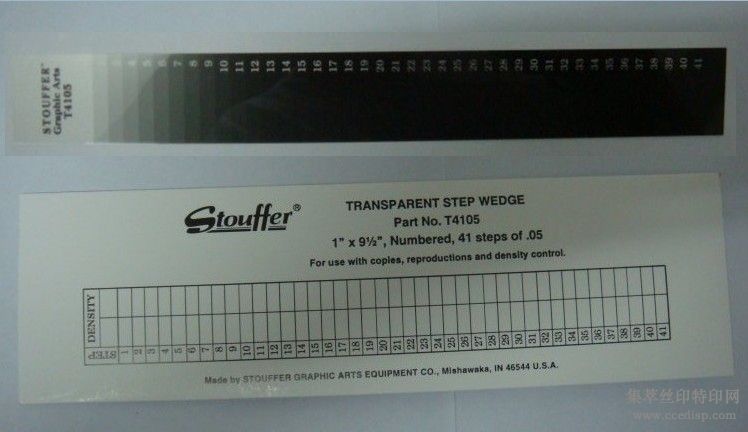 STOUFFER™
Graphic Arts
T4105
3 4 5 6 7 8 9 10 11 12 13 14 15 16 17 18 19 20 21 22 23 24 25 26 27 28 29 30 31 32 33 34 35 36 37 38 39 40 41
Stouffer®
TRANSPARENT STEP WEDGE
Part No. T4105
1" x 9½", Numbered, 41 steps of .05
For use with copies, reproductions and density control.
DENSITY
STEP 1 2 3 4 5 6 7 8 9 10 11 12 13 14 15 16 17 18 19 20 21 22 23 24 25 26 27 28 29 30 31 32 33 34 35 36 37 38 39 40 41
Made by STOUFFER GRAPHIC ARTS EQUIPMENT CO., Mishawaka, IN 46544 U.S.A.
集萃丝印特印网
www.ccedisp.com